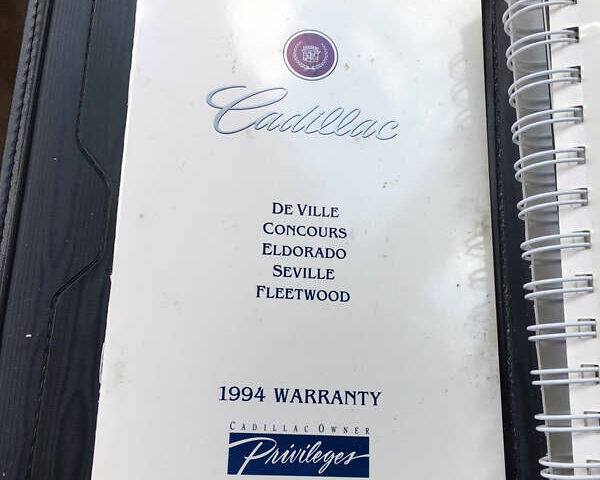 Cadillac
DE VILLE
CONCOURS
ELDORADO
SEVILLE
FLEETWOOD
1994 WARRANTY
CADILLAC OWNER
Privileges